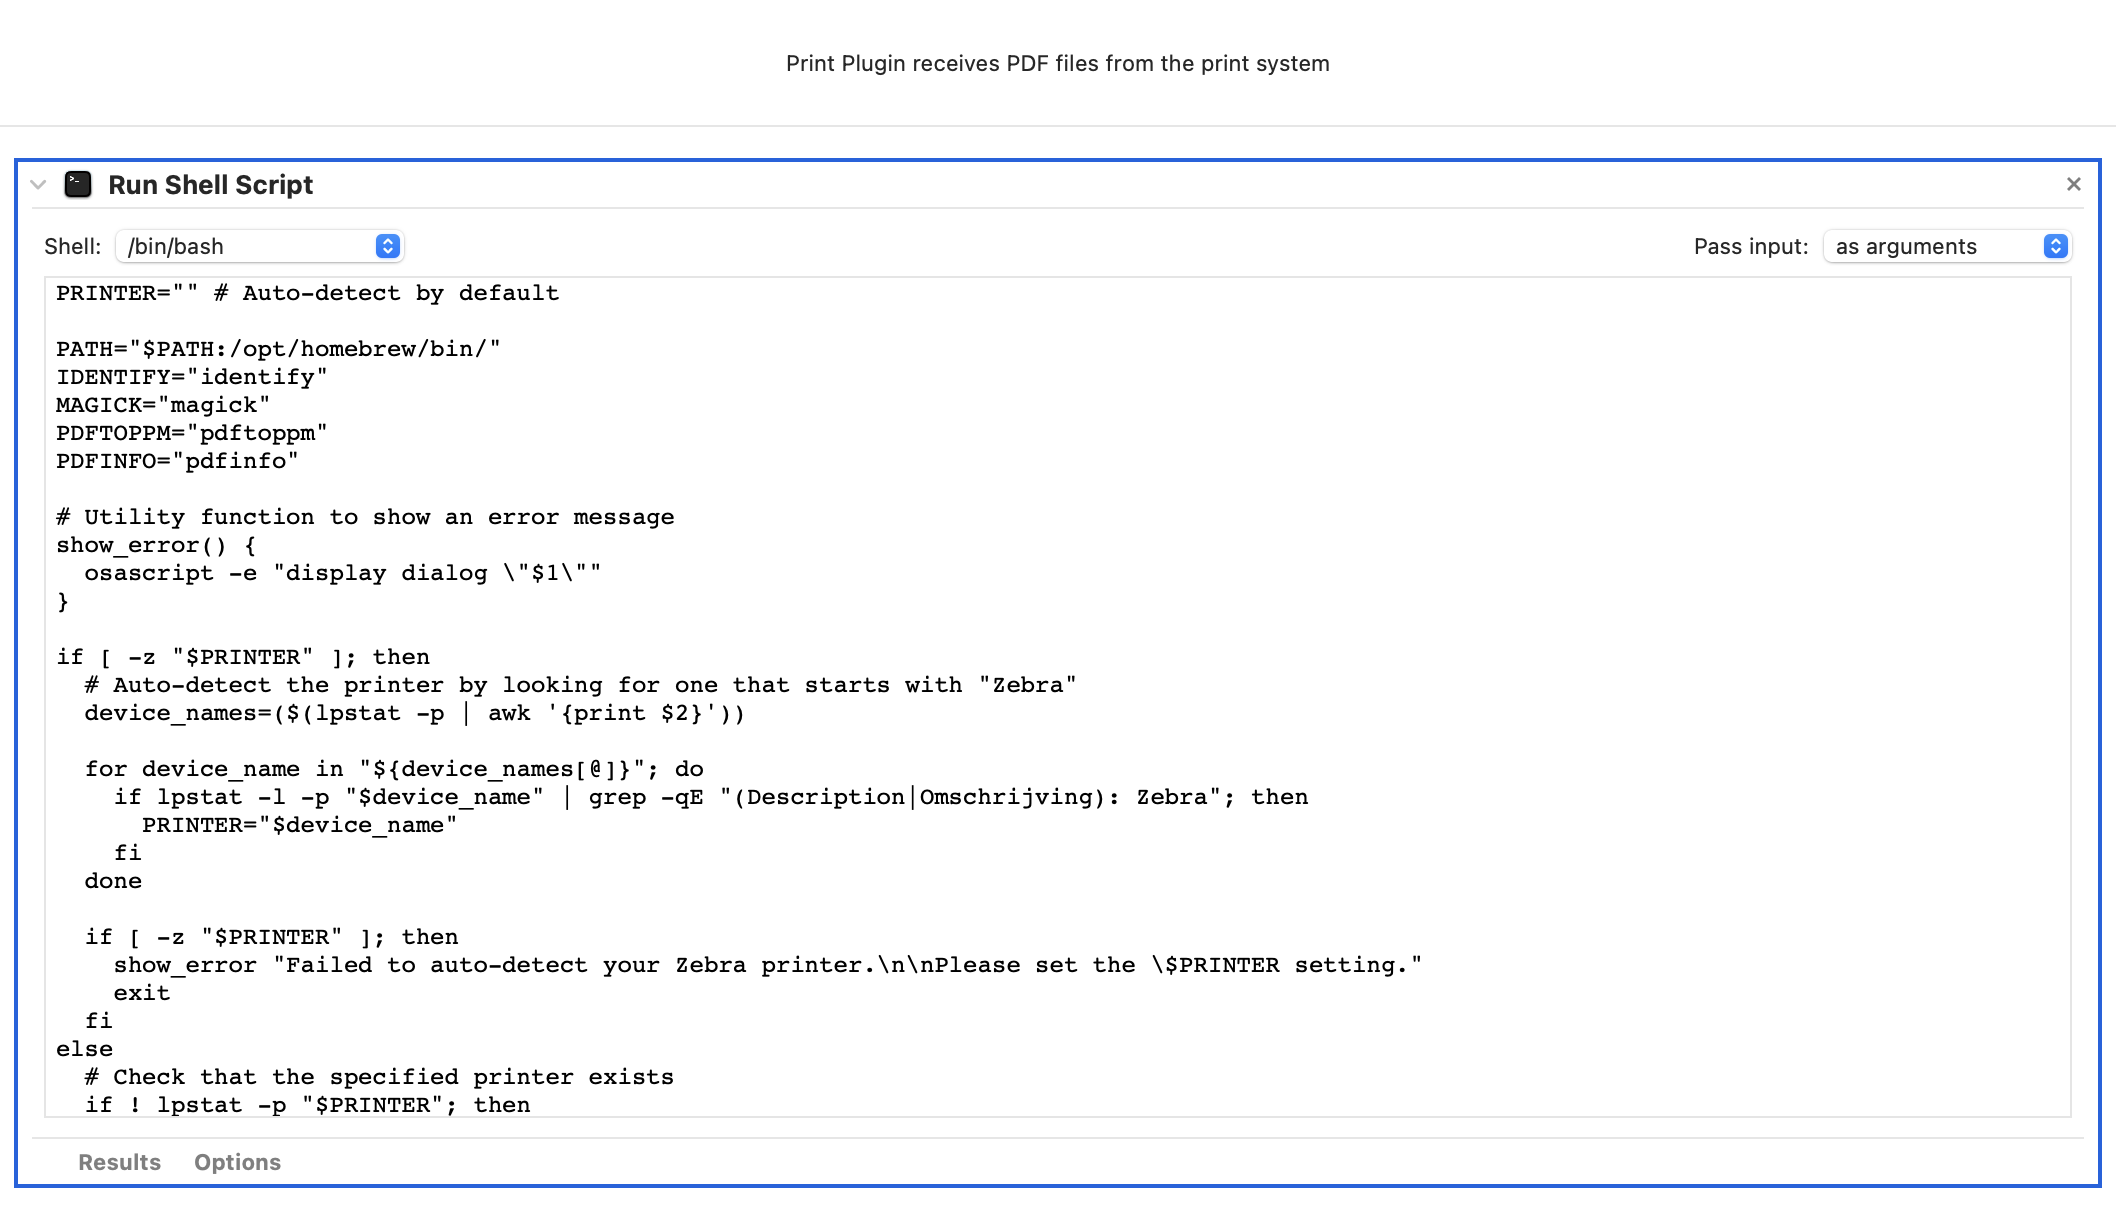 Print Plugin receives PDF files from the print system
Run Shell Script
Shell: /bin/bash Pass input: as arguments
PRINTER="" # Auto-detect by default
PATH="$PATH:/opt/homebrew/bin/"
IDENTIFY="identify"
MAGICK="magick"
PDFTOPPM="pdftoppm"
PDFINFO="pdfinfo"
# Utility function to show an error message
show_error() {
  osascript -e "display dialog \"$1\""
}
if [ -z "$PRINTER" ]; then
  # Auto-detect the printer by looking for one that starts with "Zebra"
  device_names=($(lpstat -p | awk '{print $2}'))
  for device_name in "${device_names[@]}"; do
    if lpstat -l -p "$device_name" | grep -qE "(Description|Omschrijving): Zebra"; then
      PRINTER="$device_name"
    fi
  done
  if [ -z "$PRINTER" ]; then
    show_error "Failed to auto-detect your Zebra printer.\n\nPlease set the \$PRINTER setting."
    exit
  fi
else
  # Check that the specified printer exists
  if ! lpstat -p "$PRINTER"; then
Results Options